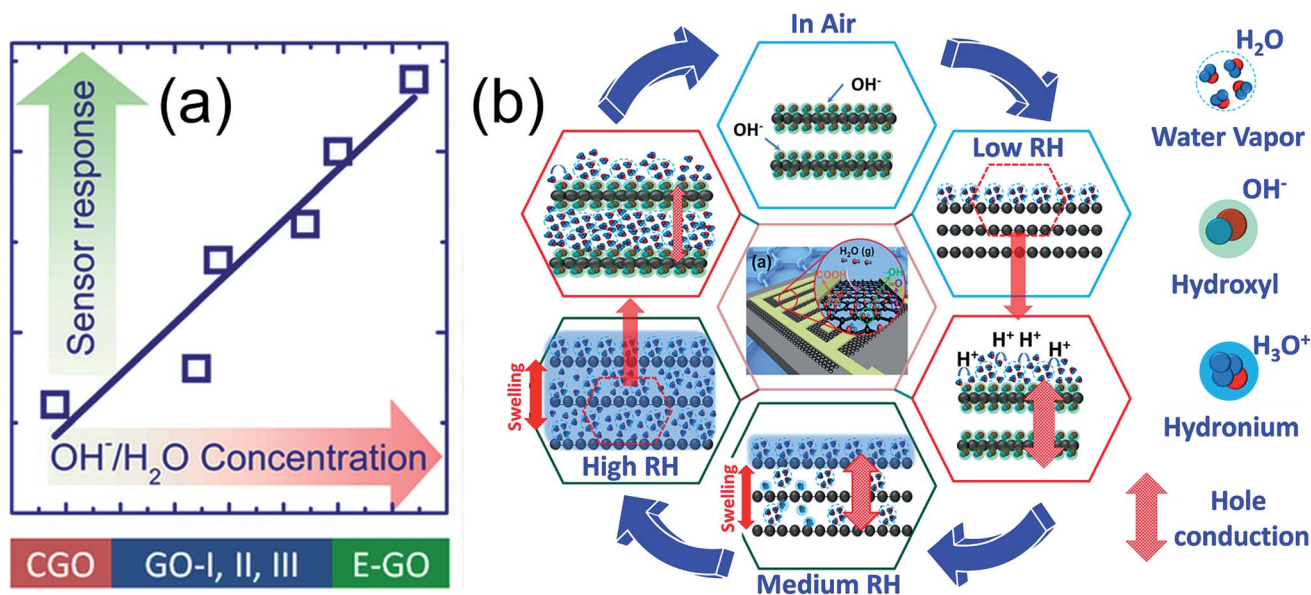 (a)
Sensor response
OH⁻/H₂O Concentration
CGO
GO-I, II, III
E-GO
(b)
In Air
OH⁻
OH⁻
Low RH
H⁺
H⁺ H⁺
H⁺
Medium RH
Swelling
High RH
Swelling
(a)
H₂O (g)
COOH
-OH
=O
H₂O
Water Vapor
OH⁻
Hydroxyl
H₃O⁺
Hydronium
Hole
conduction